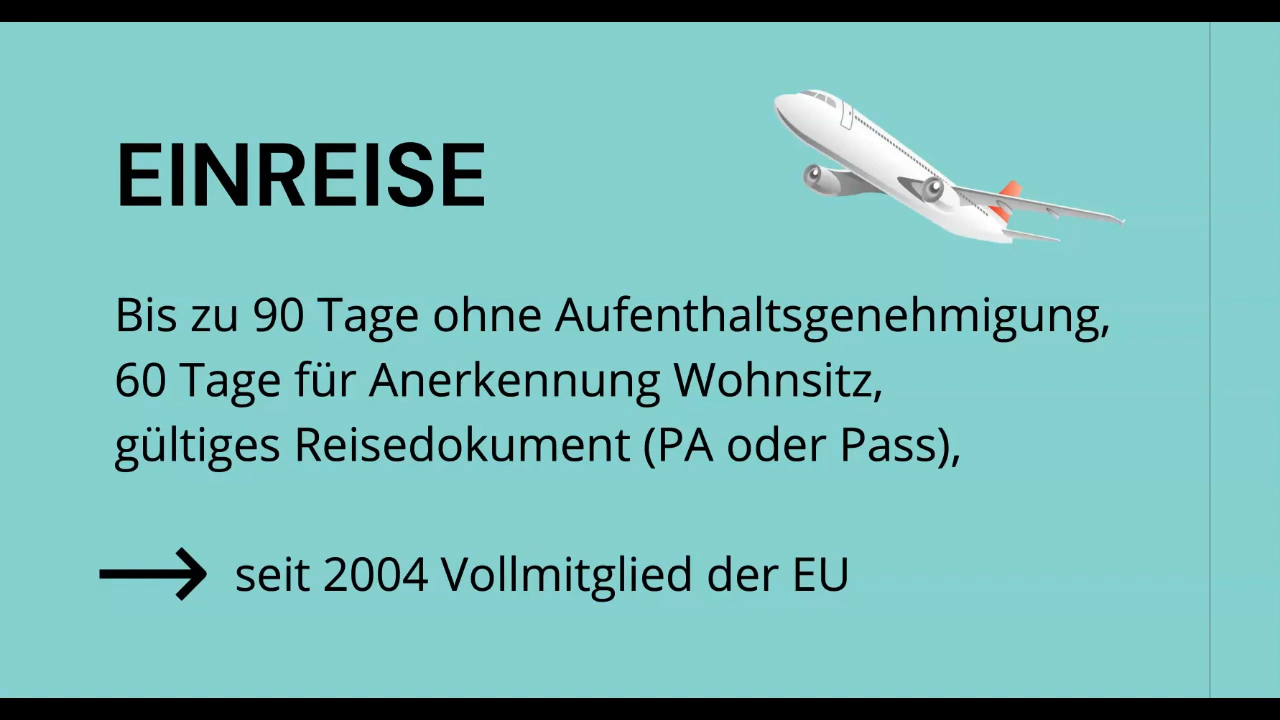 EINREISE
Bis zu 90 Tage ohne Aufenthaltsgenehmigung,
60 Tage für Anerkennung Wohnsitz,
gültiges Reisedokument (PA oder Pass),
seit 2004 Vollmitglied der EU